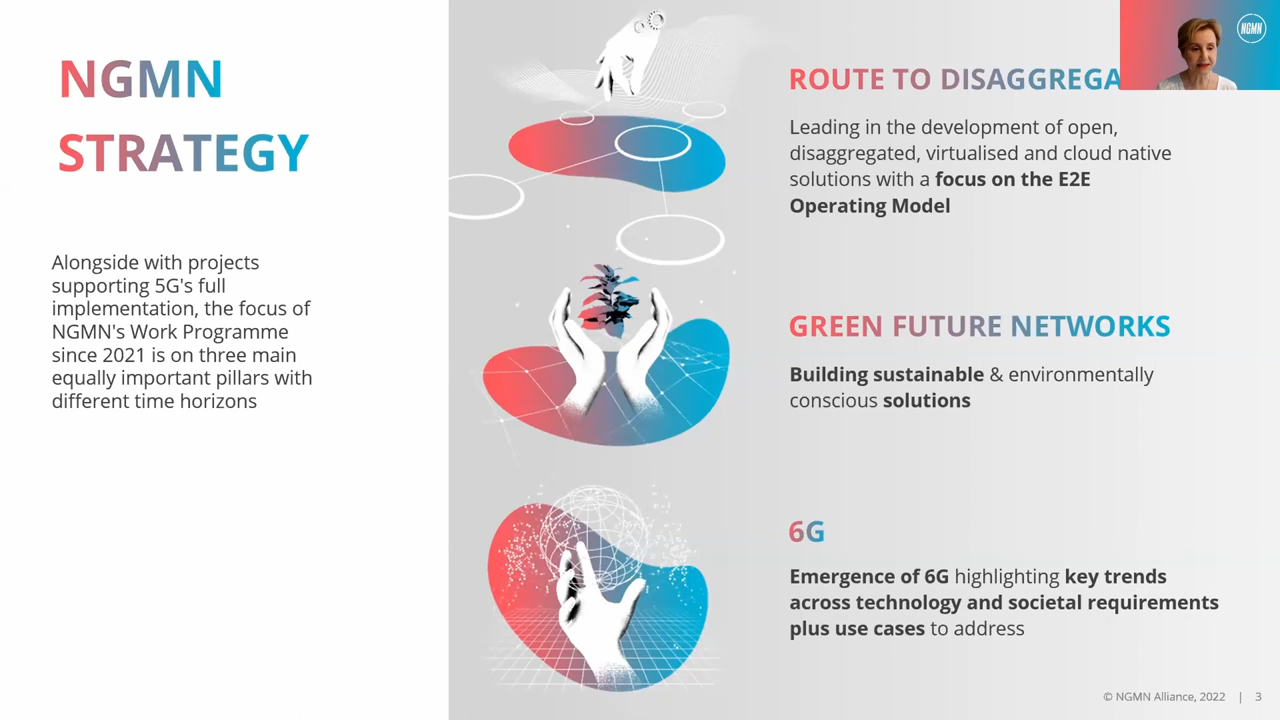 NGMN
STRATEGY
Alongside with projects
supporting 5G's full
implementation, the focus of
NGMN's Work Programme
since 2021 is on three main
equally important pillars with
different time horizons
ROUTE TO DISAGGREGA
Leading in the development of open,
disaggregated, virtualised and cloud native
solutions with a focus on the E2E
Operating Model
GREEN FUTURE NETWORKS
Building sustainable & environmentally
conscious solutions
6G
Emergence of 6G highlighting key trends
across technology and societal requirements
plus use cases to address
NGMN
© NGMN Alliance, 2022 | 3